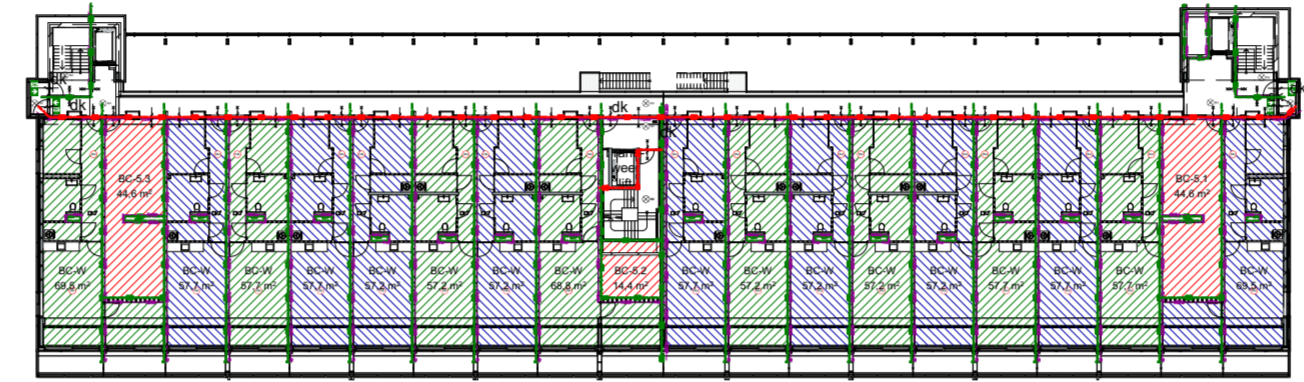 dk
dk
dk
dk
BC-5.3
44.6 m²
BC-5.1
44.6 m²
lift
BC-W
69.5 m²
BC-W
57.7 m²
BC-W
57.7 m²
BC-W
57.7 m²
BC-W
57.2 m²
BC-W
57.2 m²
BC-W
57.2 m²
BC-W
68.8 m²
BC-5.2
14.4 m²
BC-W
57.7 m²
BC-W
57.2 m²
BC-W
57.2 m²
BC-W
57.2 m²
BC-W
57.2 m²
BC-W
57.7 m²
BC-W
57.7 m²
BC-W
57.7 m²
BC-W
69.5 m²